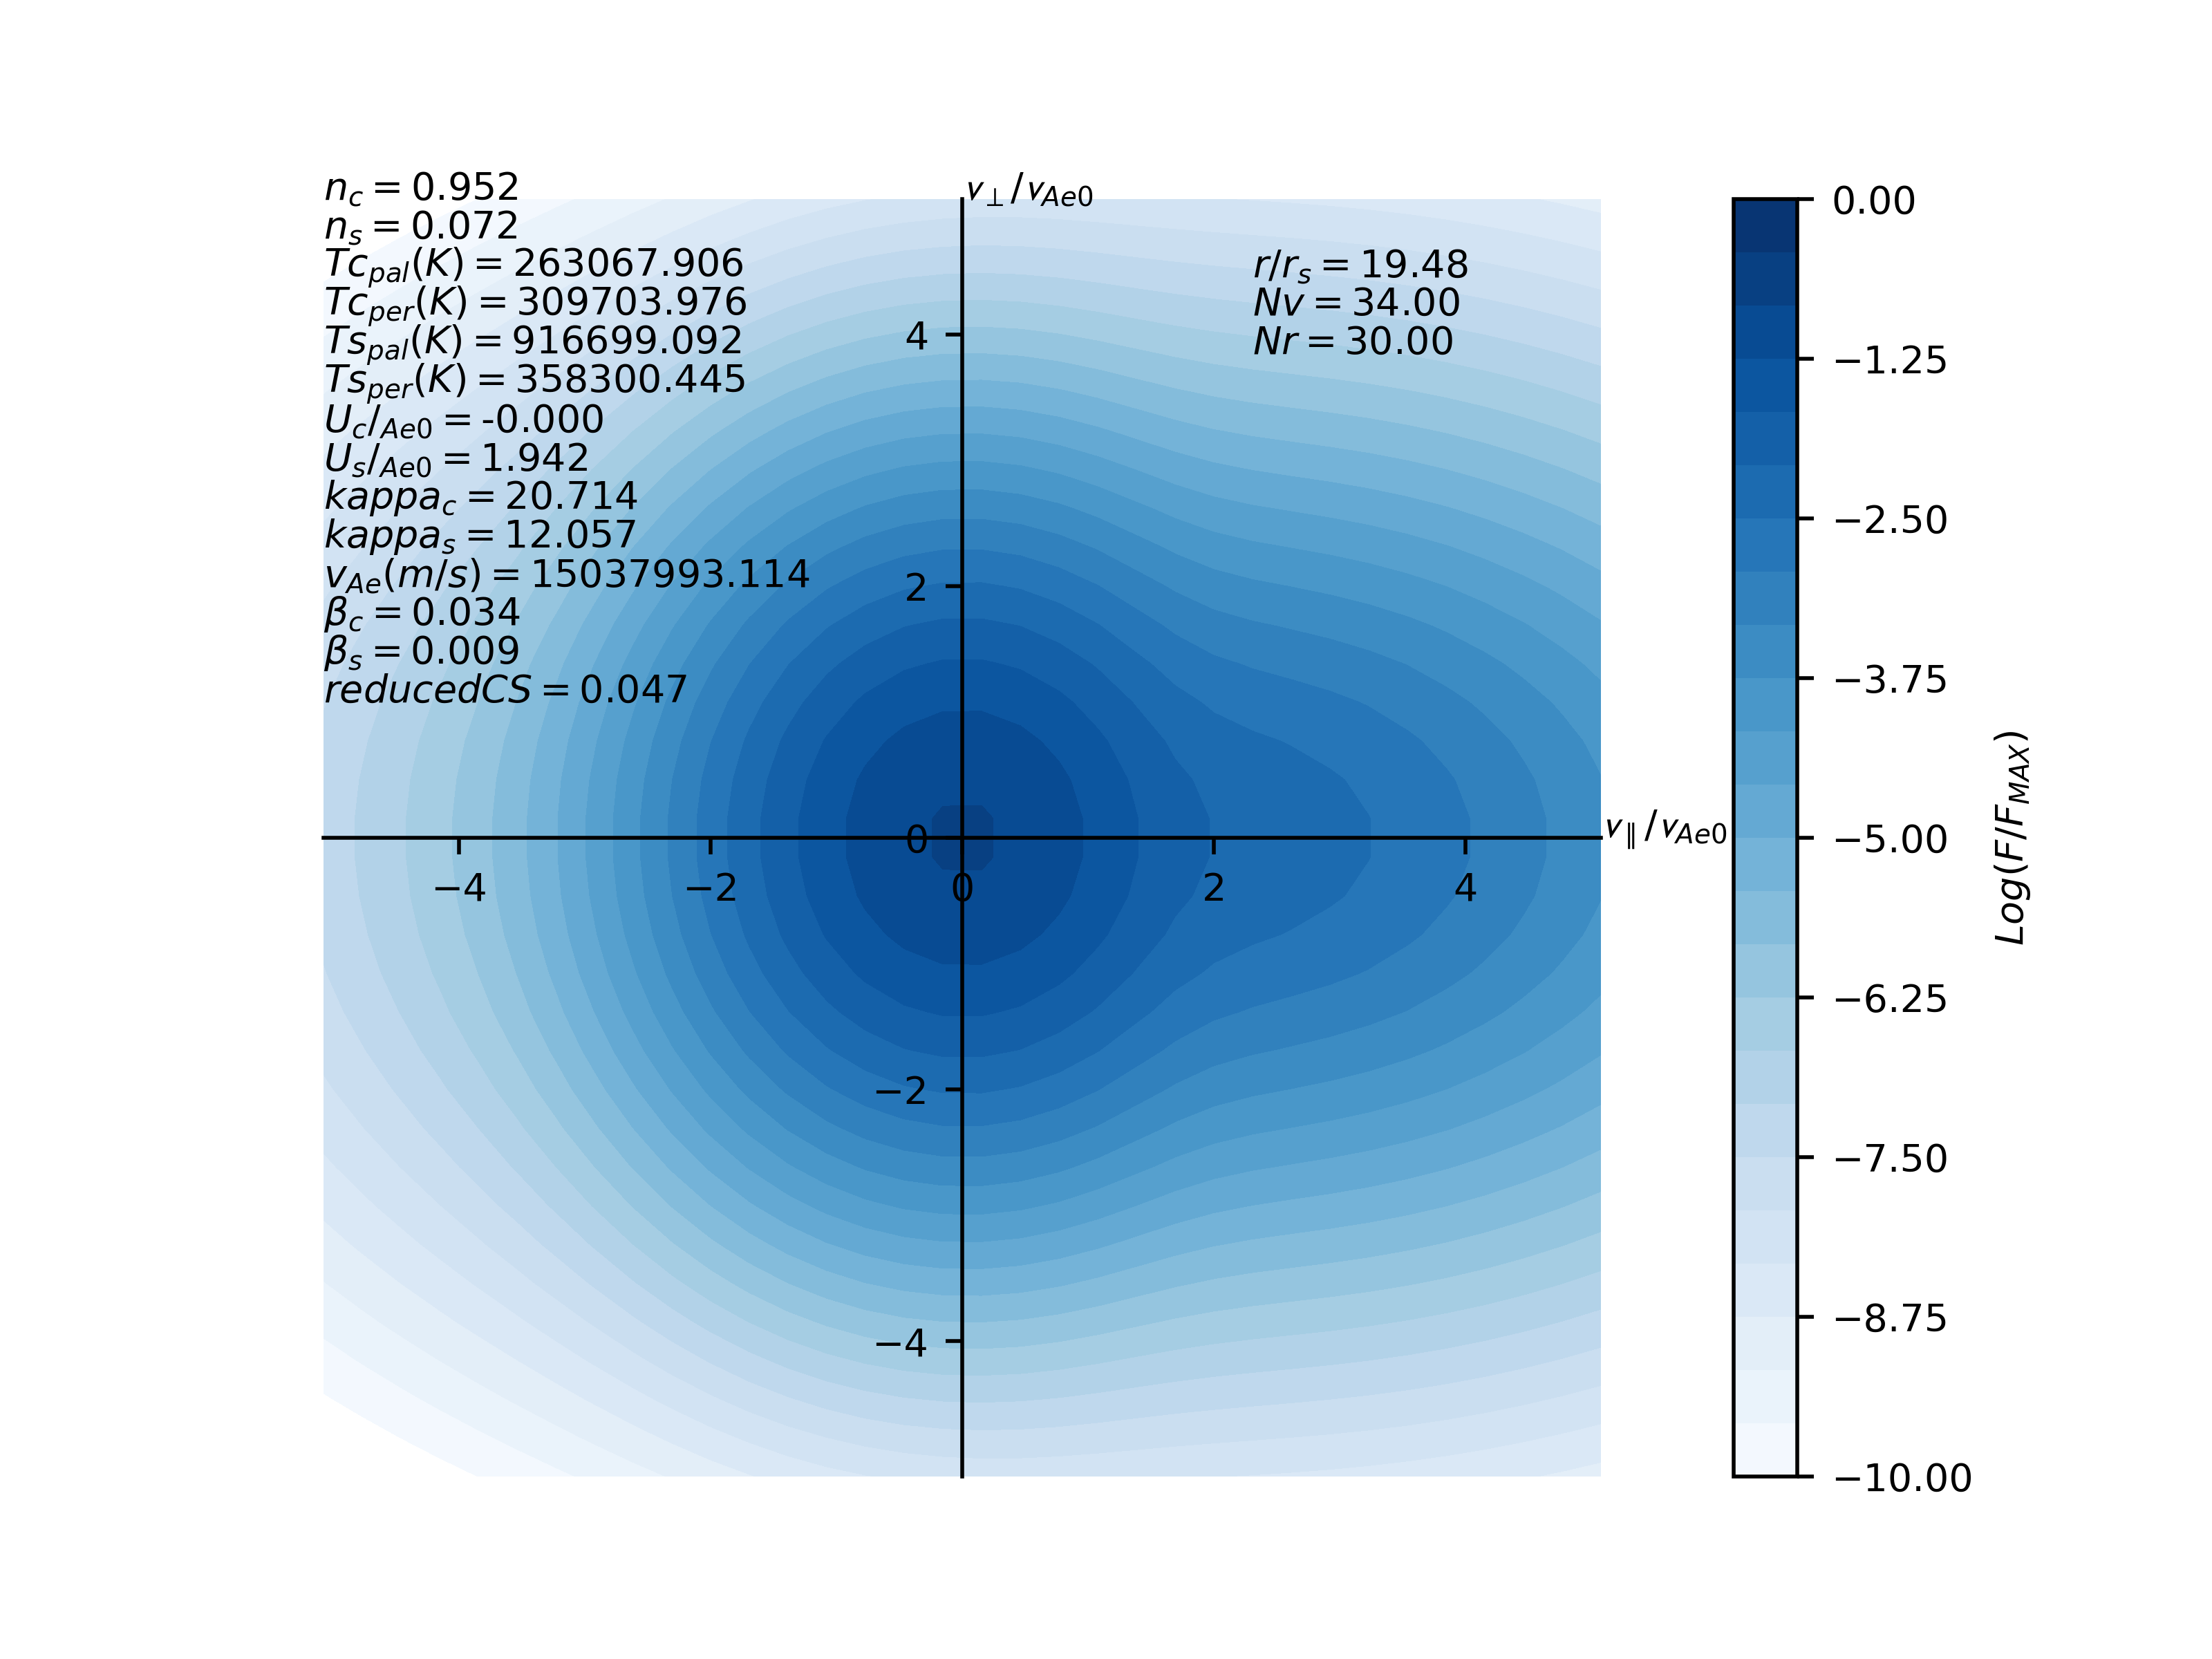 n_c = 0.952
n_s = 0.072
Tc_pal(K) = 263067.906
Tc_per(K) = 309703.976
Ts_pal(K) = 916699.092
Ts_per(K) = 358300.445
U_c/_Ae0 = -0.000
U_s/_Ae0 = 1.942
kappa_c = 20.714
kappa_s = 12.057
v_Ae(m/s) = 15037993.114
β_c = 0.034
β_s = 0.009
reducedCS = 0.047
v_⊥/v_Ae0
r/r_s = 19.48
Nv = 34.00
Nr = 30.00
4
2
0
−2
−4
−4
−2
0
2
4
v_∥/v_Ae0
0.00
−1.25
−2.50
−3.75
−5.00
−6.25
−7.50
−8.75
−10.00
Log(F/F_MAX)